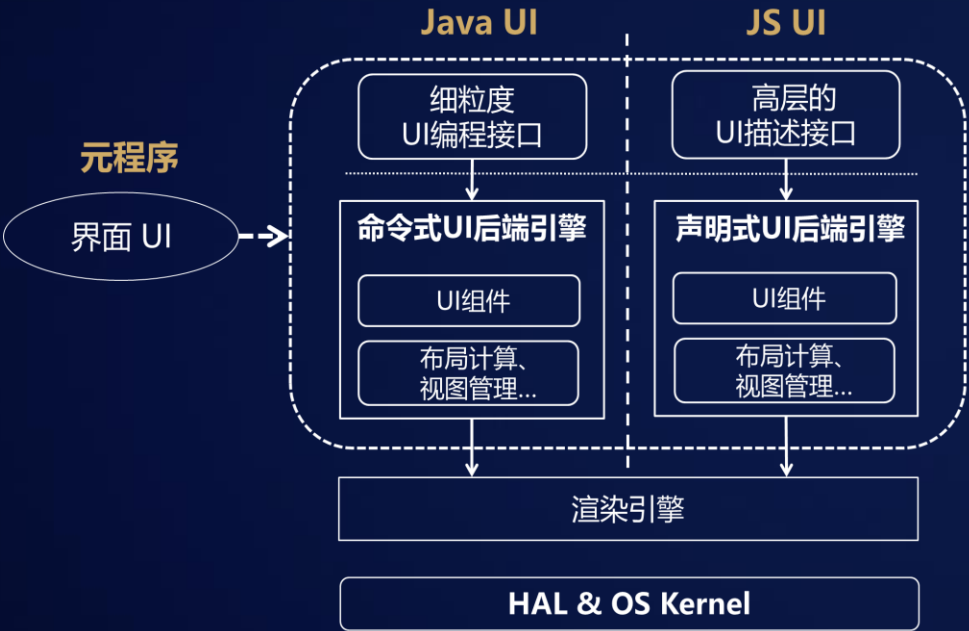 Java UI
JS UI
细粒度
UI编程接口
高层的
UI描述接口
元程序
界面 UI
命令式UI后端引擎
声明式UI后端引擎
UI组件
UI组件
布局计算、
视图管理...
布局计算、
视图管理...
渲染引擎
HAL & OS Kernel